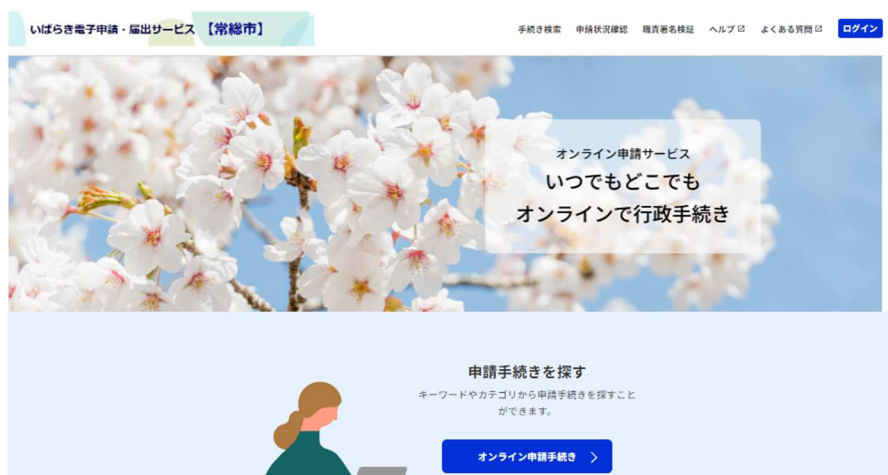 いばらき電子申請・届出サービス 【常総市】
手続き検索 申請状況確認 職責署名検証 ヘルプ よくある質問 ログイン
オンライン申請サービス
いつでもどこでも
オンラインで行政手続き
申請手続きを探す
キーワードやカテゴリから申請手続きを探すこと
ができます。
オンライン申請手続き